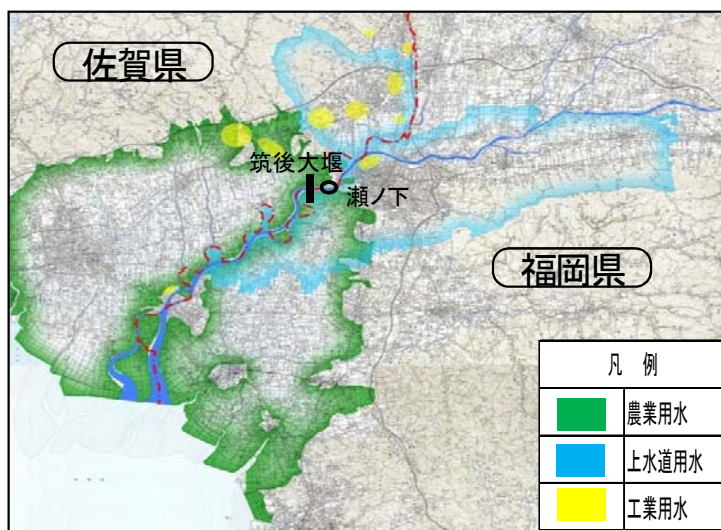 佐賀県
筑後大堰
瀬ノ下
福岡県
凡 例
農業用水
上水道用水
工業用水